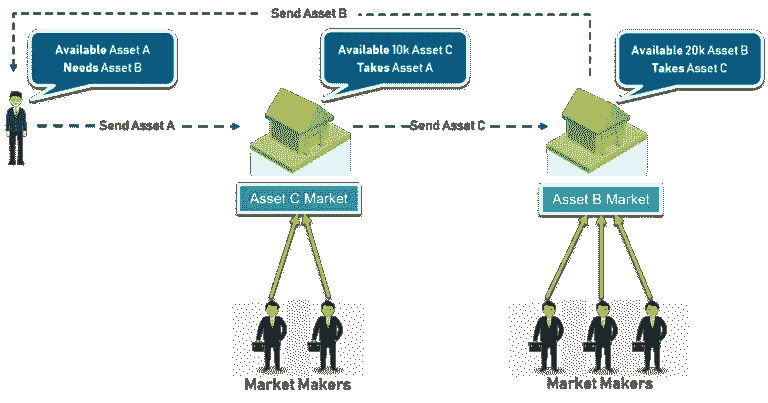 Send Asset B
Available Asset A
Needs Asset B
Available 10k Asset C
Takes Asset A
Available 20k Asset B
Takes Asset C
Send Asset A
Send Asset C
Asset C Market
Asset B Market
Market Makers
Market Makers